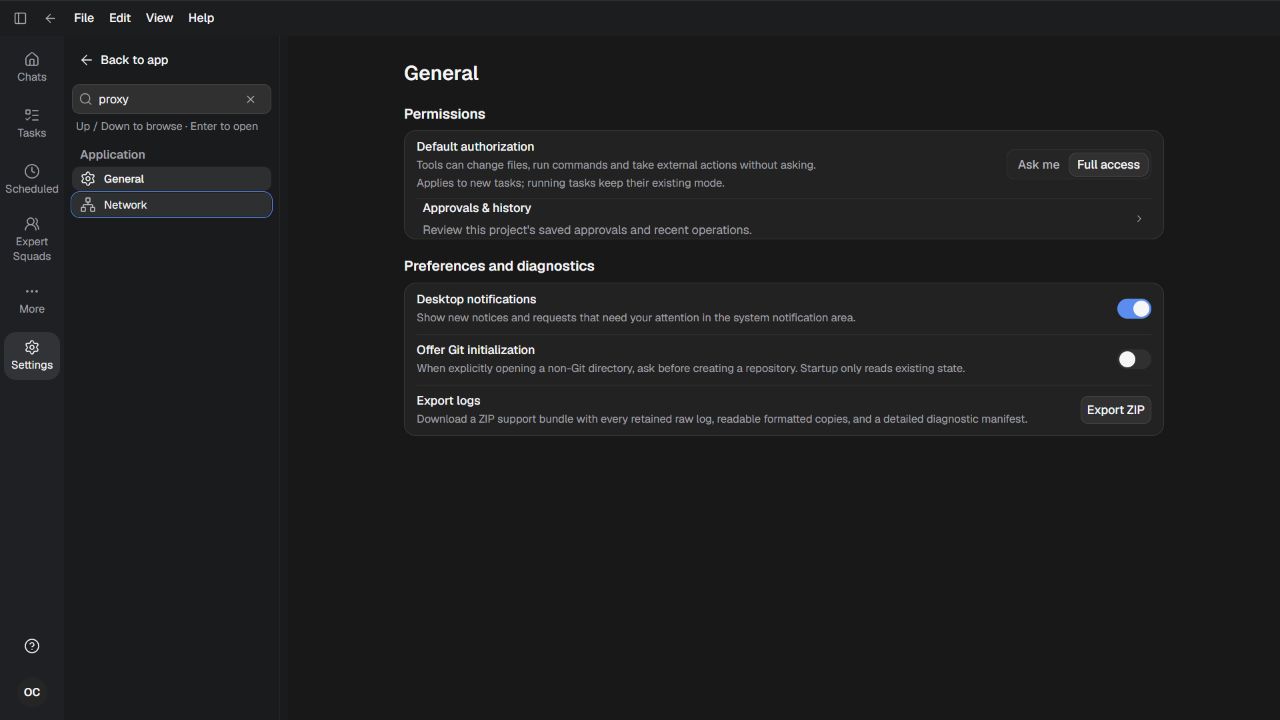 File Edit View Help
Chats
Tasks
Scheduled
Expert
Squads
More
Settings
OC
Back to app
proxy
Up / Down to browse · Enter to open
Application
General
Network
General
Permissions
Default authorization
Tools can change files, run commands and take external actions without asking.
Applies to new tasks; running tasks keep their existing mode.
Ask me Full access
Approvals & history
Review this project's saved approvals and recent operations.
Preferences and diagnostics
Desktop notifications
Show new notices and requests that need your attention in the system notification area.
Offer Git initialization
When explicitly opening a non-Git directory, ask before creating a repository. Startup only reads existing state.
Export logs
Download a ZIP support bundle with every retained raw log, readable formatted copies, and a detailed diagnostic manifest.
Export ZIP